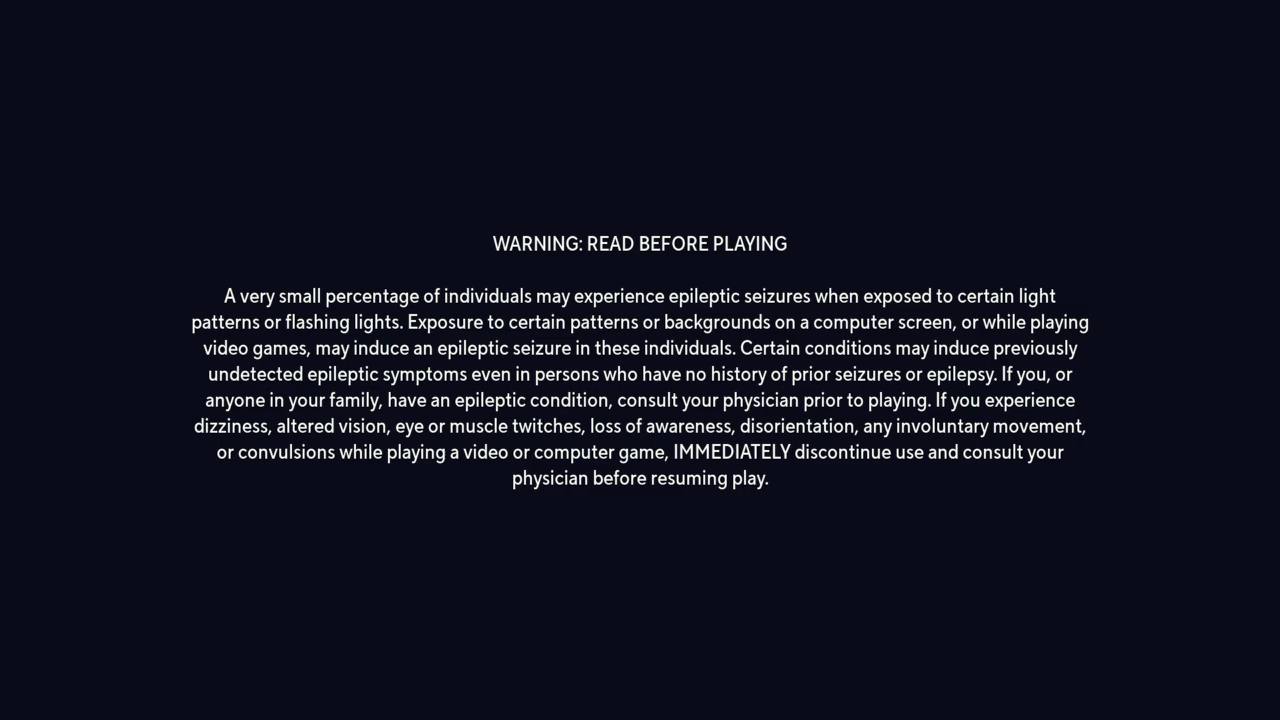 WARNING: READ BEFORE PLAYING
A very small percentage of individuals may experience epileptic seizures when exposed to certain light
patterns or flashing lights. Exposure to certain patterns or backgrounds on a computer screen, or while playing
video games, may induce an epileptic seizure in these individuals. Certain conditions may induce previously
undetected epileptic symptoms even in persons who have no history of prior seizures or epilepsy. If you, or
anyone in your family, have an epileptic condition, consult your physician prior to playing. If you experience
dizziness, altered vision, eye or muscle twitches, loss of awareness, disorientation, any involuntary movement,
or convulsions while playing a video or computer game, IMMEDIATELY discontinue use and consult your
physician before resuming play.